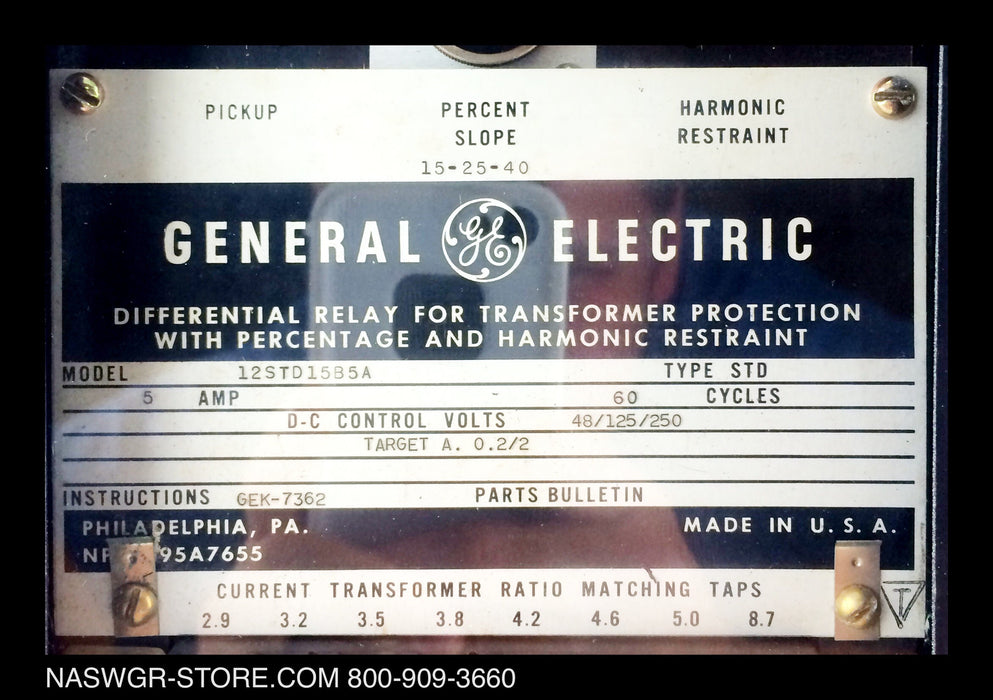 PICKUP PERCENT SLOPE HARMONIC RESTRAINT
15-25-40
GENERAL GE ELECTRIC
DIFFERENTIAL RELAY FOR TRANSFORMER PROTECTION
WITH PERCENTAGE AND HARMONIC RESTRAINT
MODEL 12STD15B5A TYPE STD
5 AMP 60 CYCLES
D-C CONTROL VOLTS 48/125/250
TARGET A. 0.2/2
INSTRUCTIONS GEK-7362 PARTS BULLETIN
PHILADELPHIA, PA. MADE IN U.S.A.
95A7655
CURRENT TRANSFORMER RATIO MATCHING TAPS
2.9 3.2 3.5 3.8 4.2 4.6 5.0 8.7
NASWGR-STORE.COM 800-909-3660